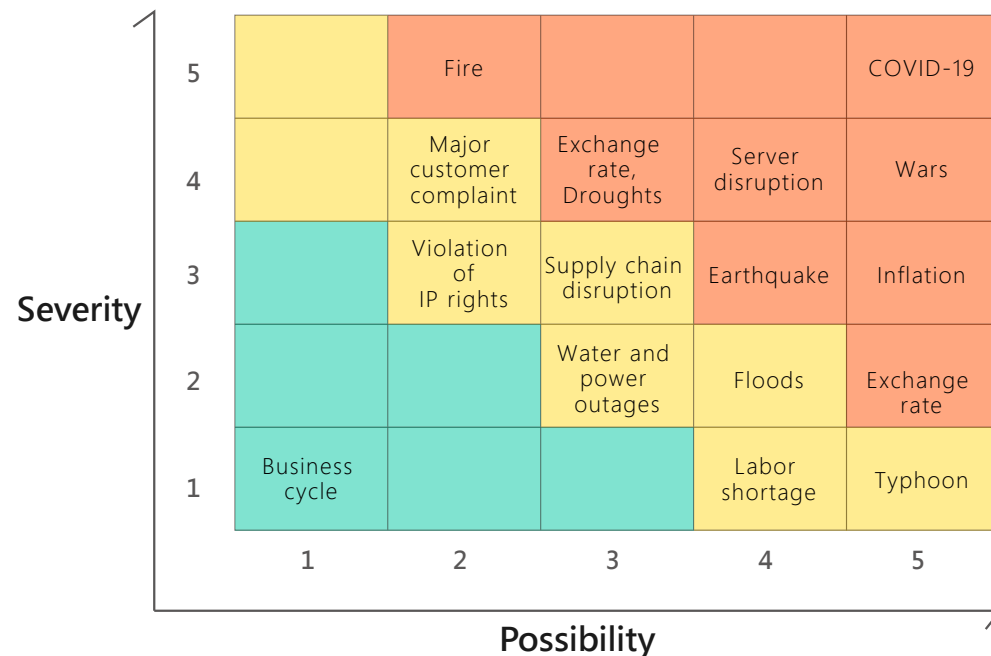 5
Fire
COVID-19
4
Major
customer
complaint
Exchange
rate,
Droughts
Server
disruption
Wars
Severity
3
Violation
of
IP rights
Supply chain
disruption
Earthquake
Inflation
2
Water and
power
outages
Floods
Exchange
rate
1
Business
cycle
Labor
shortage
Typhoon
1
2
3
4
5
Possibility